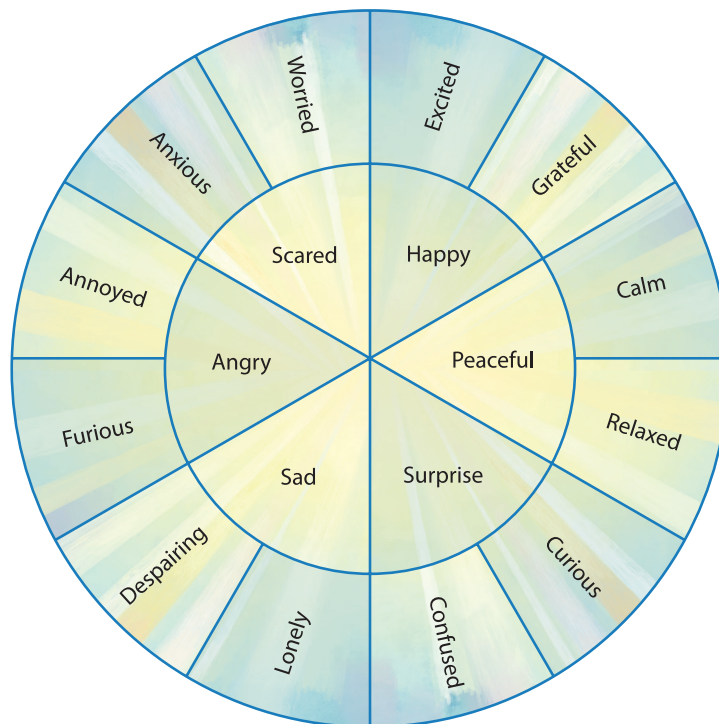 Worried
Excited
Anxious
Grateful
Scared
Happy
Annoyed
Calm
Angry
Peaceful
Furious
Relaxed
Sad
Surprise
Despairing
Curious
Lonely
Confused